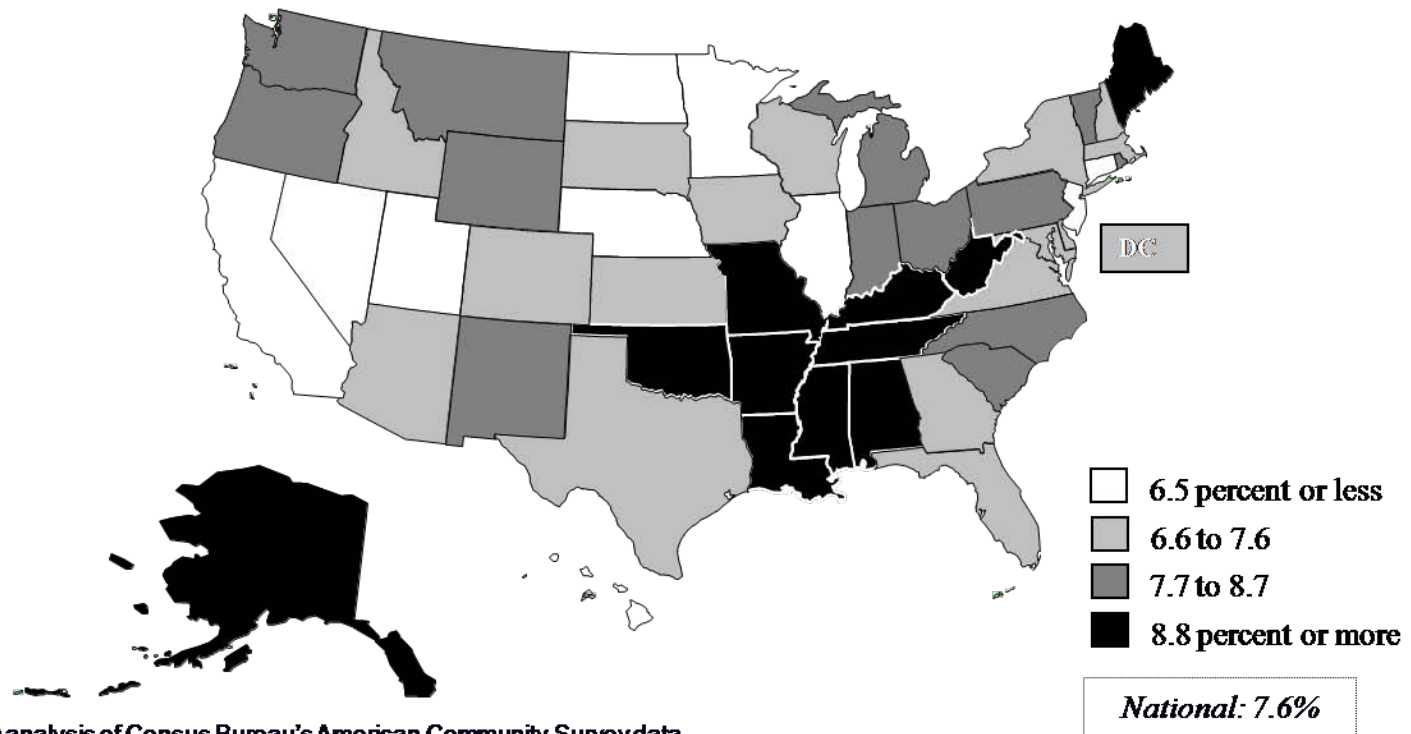 DC
6.5 percent or less
6.6 to 7.6
7.7 to 8.7
8.8 percent or more
National: 7.6%
analysis of Census Bureau's American Community Survey data